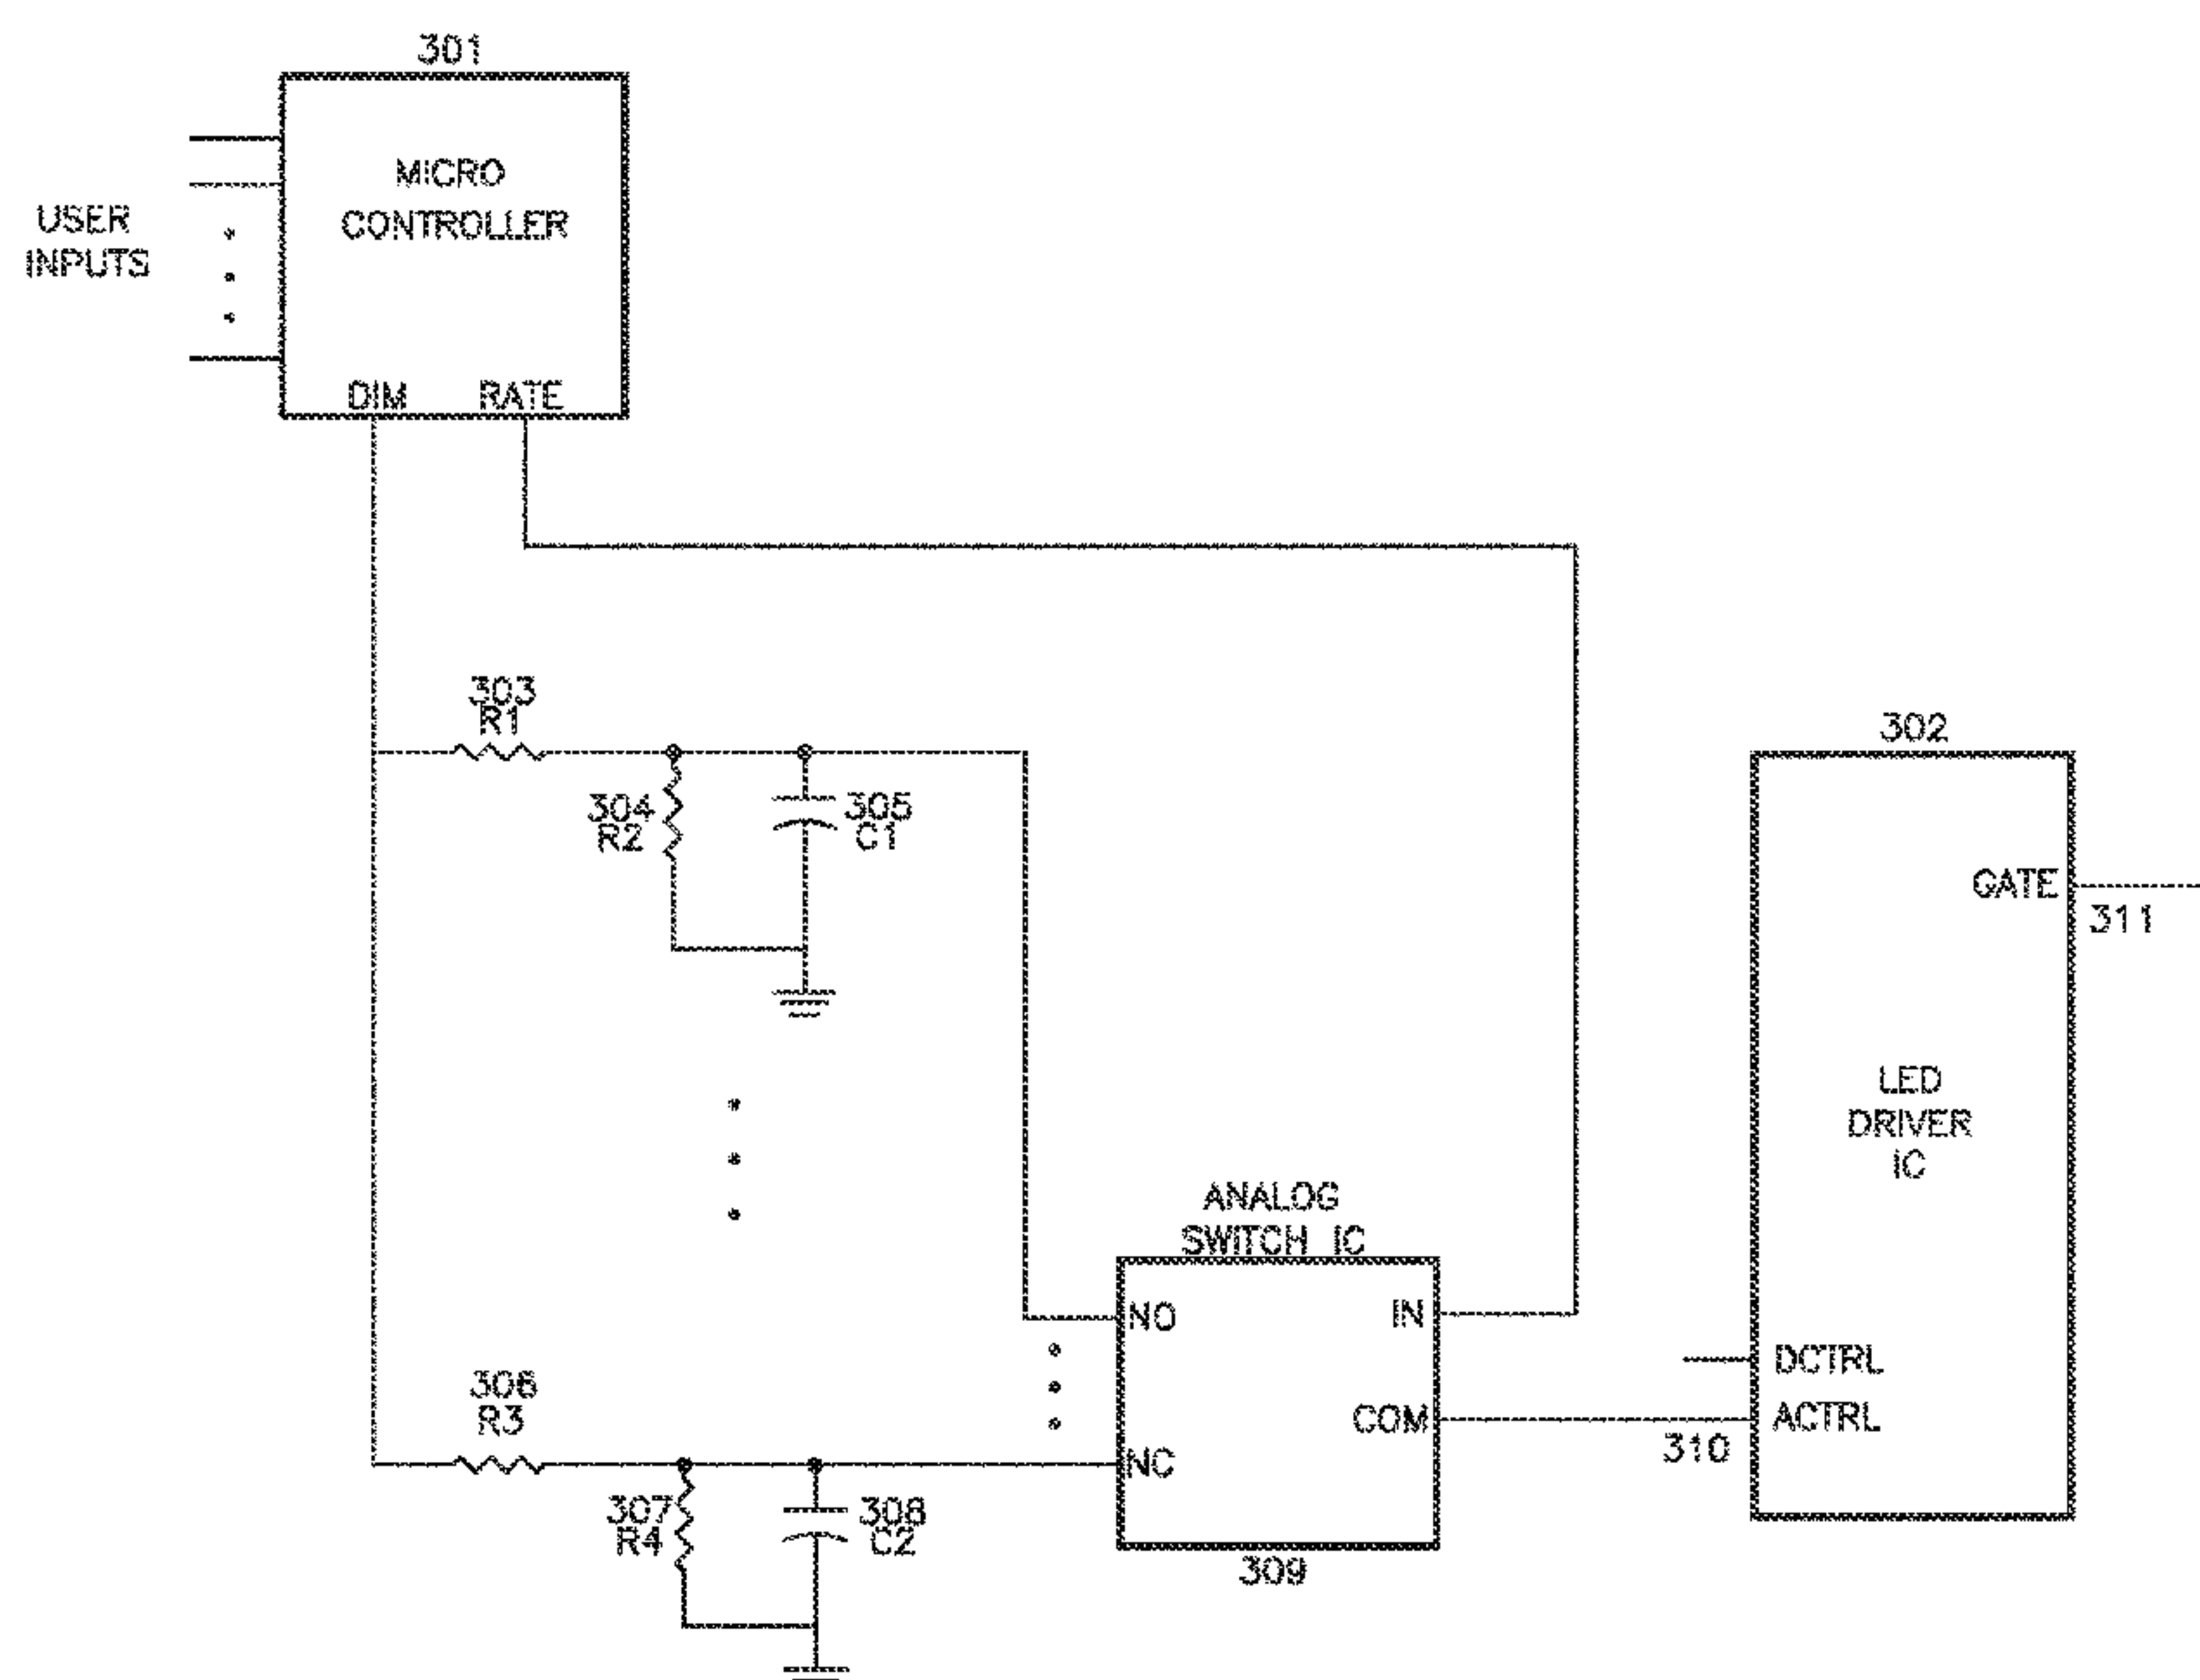 301
MICRO
CONTROLLER
USER
INPUTS
DIM RATE
303
R1
304
R2
305
C1
302
GATE
311
LED
DRIVER
IC
ANALOG
SWITCH IC
NO
IN
DCTRL
306
R3
COM
ACTRL
310
NC
307
R4
308
C2
309